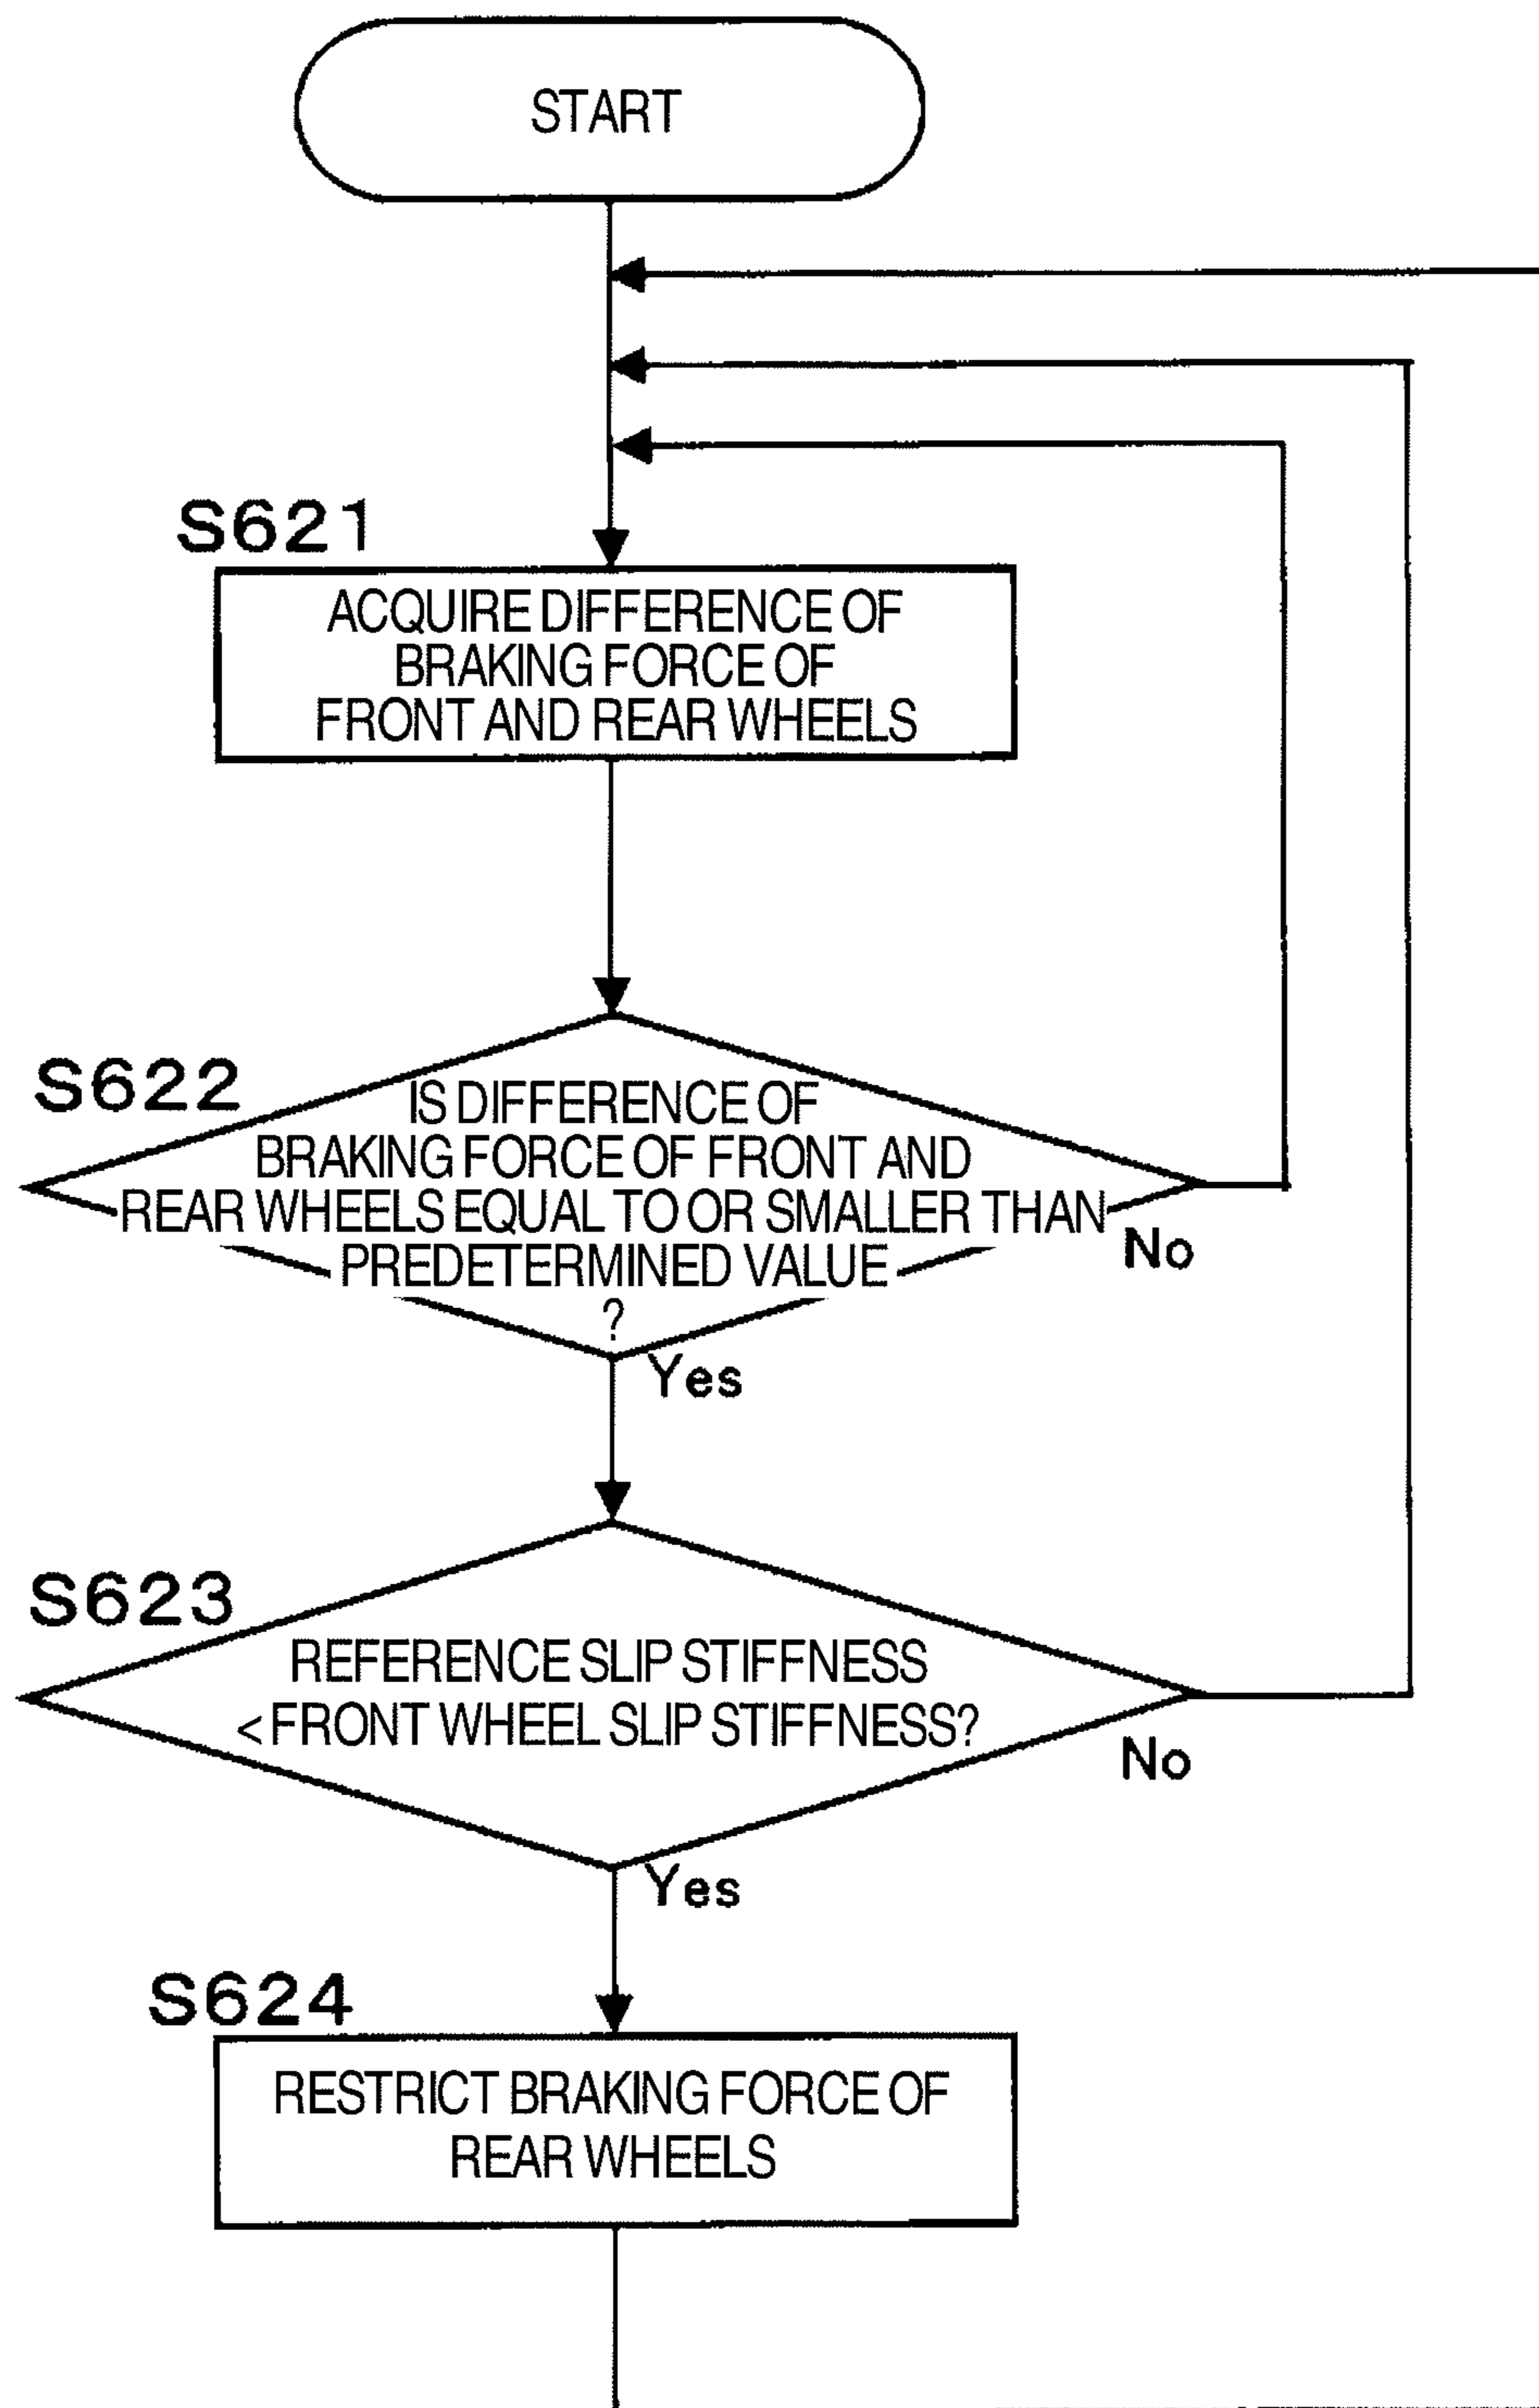 START
S621
ACQUIRE DIFFERENCE OF
BRAKING FORCE OF
FRONT AND REAR WHEELS
S622
IS DIFFERENCE OF
BRAKING FORCE OF FRONT AND
REAR WHEELS EQUAL TO OR SMALLER THAN
PREDETERMINED VALUE
?
No
Yes
S623
REFERENCE SLIP STIFFNESS
< FRONT WHEEL SLIP STIFFNESS?
No
Yes
S624
RESTRICT BRAKING FORCE OF
REAR WHEELS